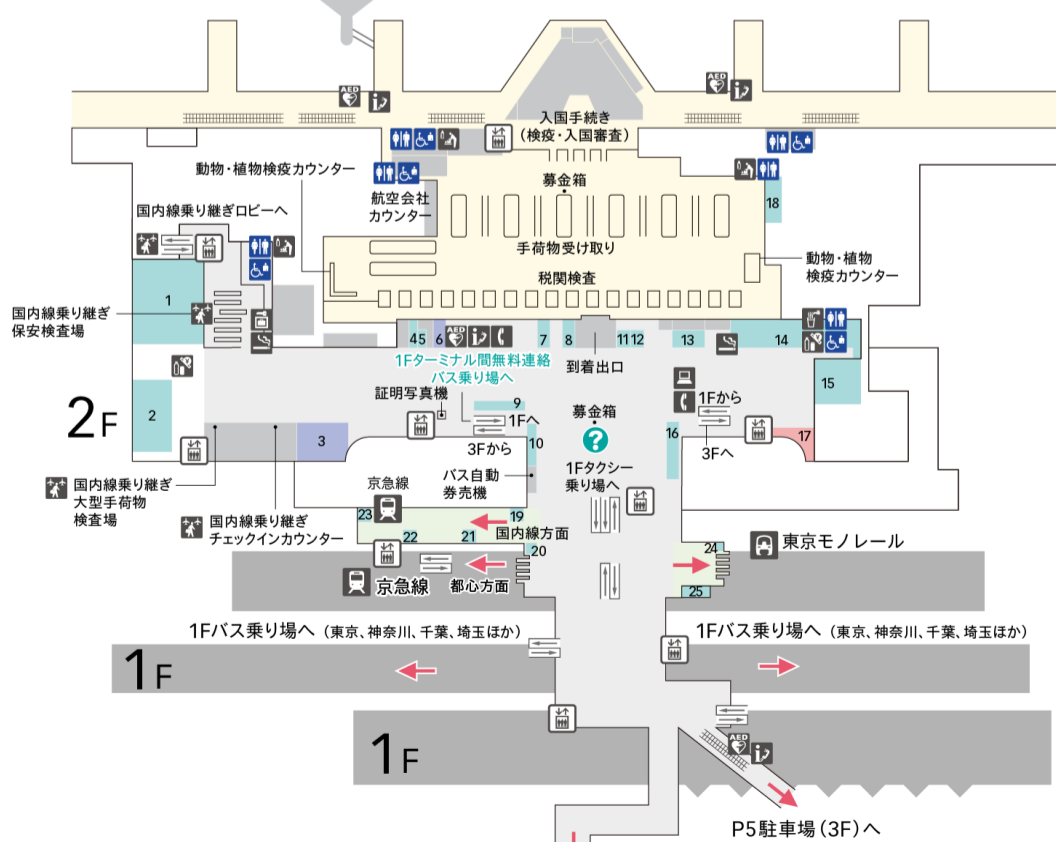 AED
AED
入国手続き
(検疫・入国審査)
動物・植物検疫カウンター
募金箱
航空会社
カウンター
18
国内線乗り継ぎロビーへ
手荷物受け取り
動物・植物
検疫カウンター
税関検査
1
国内線乗り継ぎ
保安検査場
4
5
6
AED
7
8
11
12
13
14
到着出口
1Fターミナル間無料連絡
バス乗り場へ
15
2F
2
証明写真機
9
1Fへ
募金箱
?
1Fから
3
3Fから
10
16
3Fへ
17
バス自動
券売機
1Fタクシー
乗り場へ
国内線乗り継ぎ
大型手荷物
検査場
京急線
国内線乗り継ぎ
チェックインカウンター
23
19
国内線方面
22
21
20
24
東京モノレール
京急線
都心方面
25
1Fバス乗り場へ (東京、神奈川、千葉、埼玉ほか)
1Fバス乗り場へ (東京、神奈川、千葉、埼玉ほか)
1F
1F
AED
P5駐車場(3F)へ